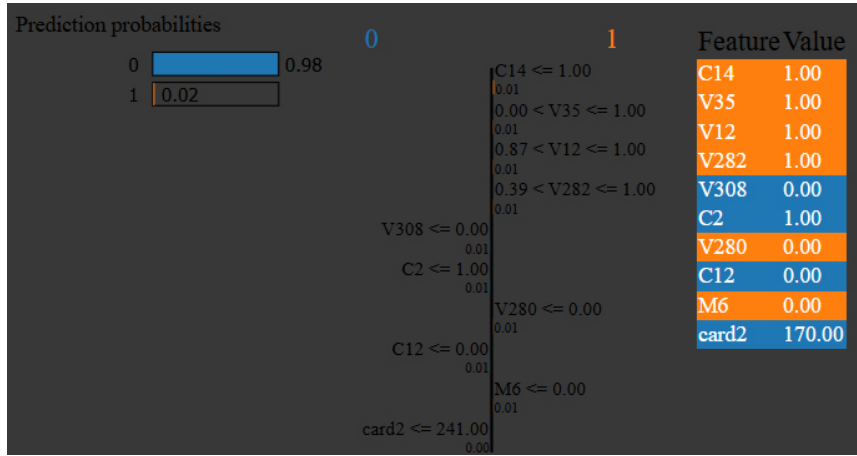 Prediction probabilities
0 0.98
1 0.02
0 1
C14 <= 1.00
0.01
0.00 < V35 <= 1.00
0.01
0.87 < V12 <= 1.00
0.01
0.39 < V282 <= 1.00
0.01
V308 <= 0.00
0.01
C2 <= 1.00
0.01
V280 <= 0.00
0.01
C12 <= 0.00
0.01
M6 <= 0.00
0.01
card2 <= 241.00
0.00
Feature Value
C14 1.00
V35 1.00
V12 1.00
V282 1.00
V308 0.00
C2 1.00
V280 0.00
C12 0.00
M6 0.00
card2 170.00